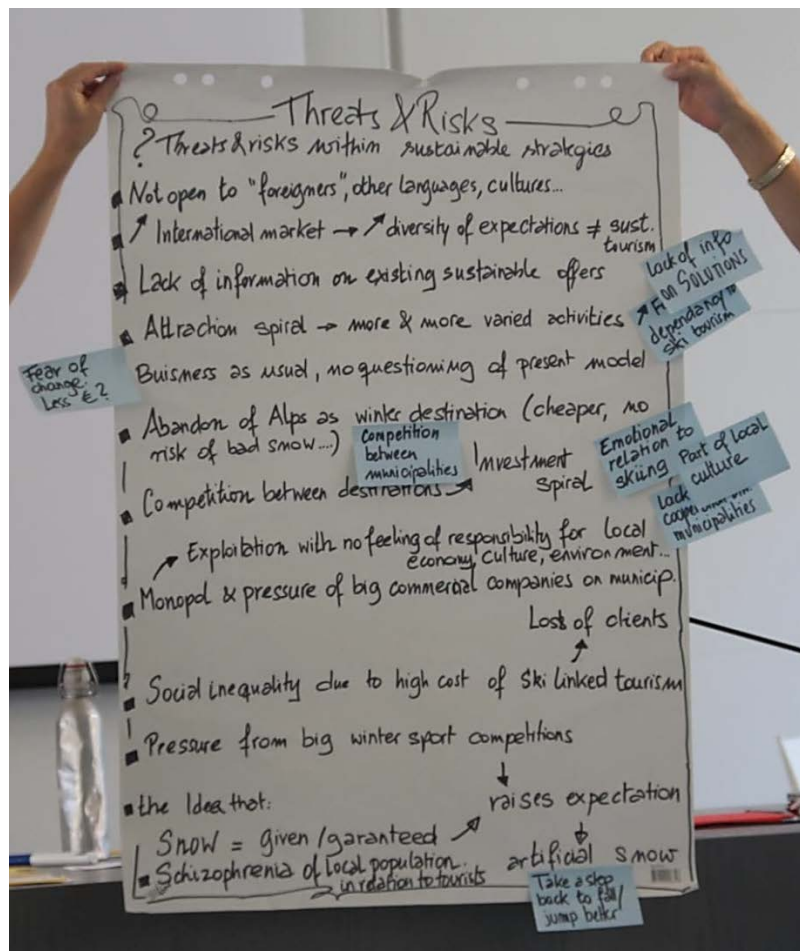 Threats & Risks
? Threats & risks within sustainable strategies
Not open to "foreigners", other languages, cultures...
↗ International market → ↗ diversity of expectations ≠ sust.
tourism
Lack of information on existing sustainable offers
Lack of info
on SOLUTIONS
Attraction spiral → more & more varied activities
dependancy to
ski tourism
Fear of
change.
Less € ?
Buisness as usual, no questioning of present model
Abandon of Alps as winter destination (cheaper, no
risk of bad snow....)
Competition
between
municipalities
Investment
spiral
Emotional
relation to
skiing
Part of local
culture
Lack
municipalities
Competition between destinations
↗ Exploitation with no feeling of responsibility for local
economy, culture, environment...
Monopol & pressure of big commercial companies on municip.
Loss of clients
Social inequality due to high cost of ski linked tourism
Pressure from big winter sport competitions
the Idea that:
raises expectation
Snow = given / garanteed
artificial snow
Schizophrenia of local population.
in relation to tourists
Take a step
back to
jump better